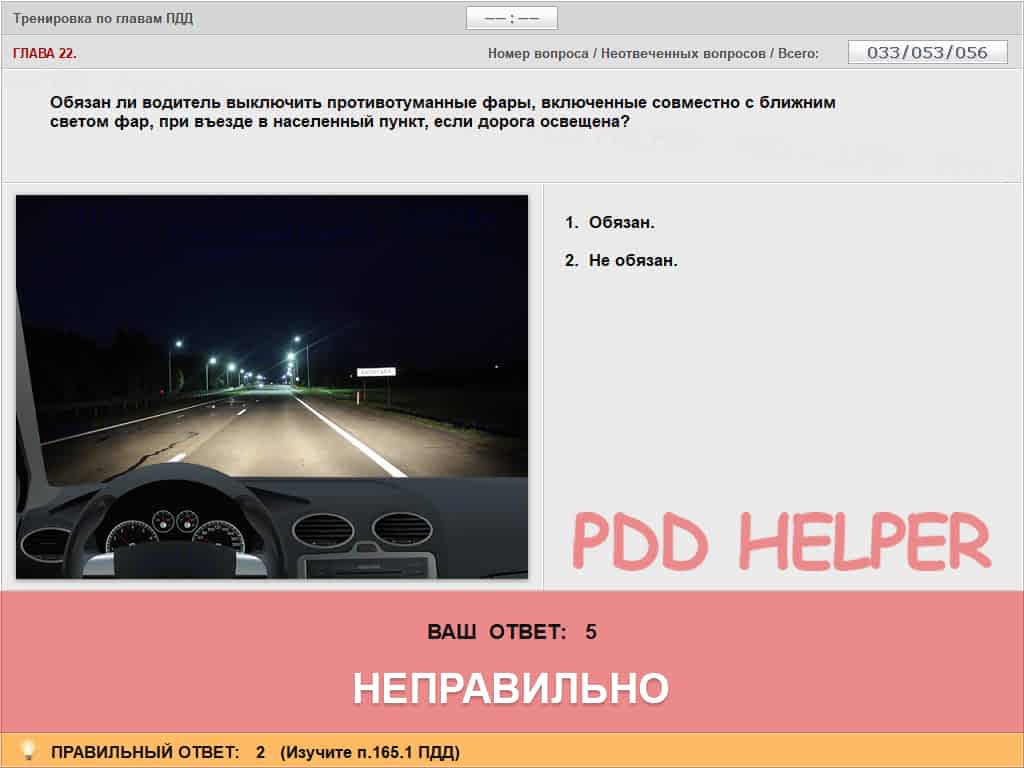 Тренировка по главам ПДД
—— : ——
ГЛАВА 22.
Номер вопроса / Неотвеченных вопросов / Всего:
033/053/056
Обязан ли водитель выключить противотуманные фары, включенные совместно с ближним
светом фар, при въезде в населенный пункт, если дорога освещена?
1. Обязан.
2. Не обязан.
PDD HELPER
ВАШ ОТВЕТ: 5
НЕПРАВИЛЬНО
ПРАВИЛЬНЫЙ ОТВЕТ: 2 (Изучите п.165.1 ПДД)